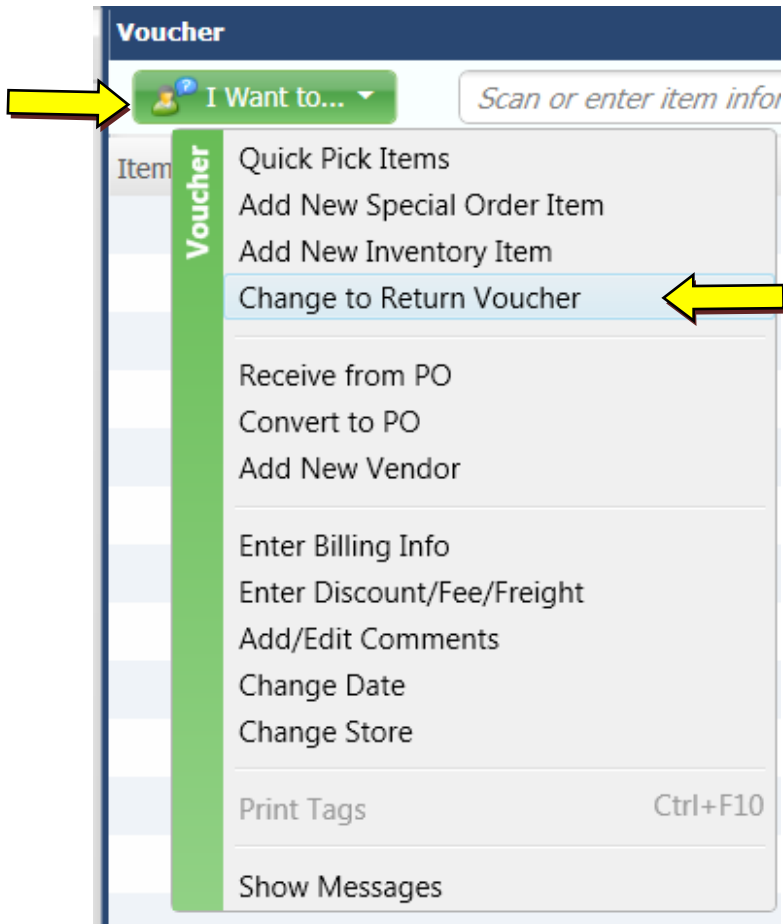 Voucher
I Want to...
Scan or enter item infor
Item
Voucher
Quick Pick Items
Add New Special Order Item
Add New Inventory Item
Change to Return Voucher
Receive from PO
Convert to PO
Add New Vendor
Enter Billing Info
Enter Discount/Fee/Freight
Add/Edit Comments
Change Date
Change Store
Print Tags Ctrl+F10
Show Messages